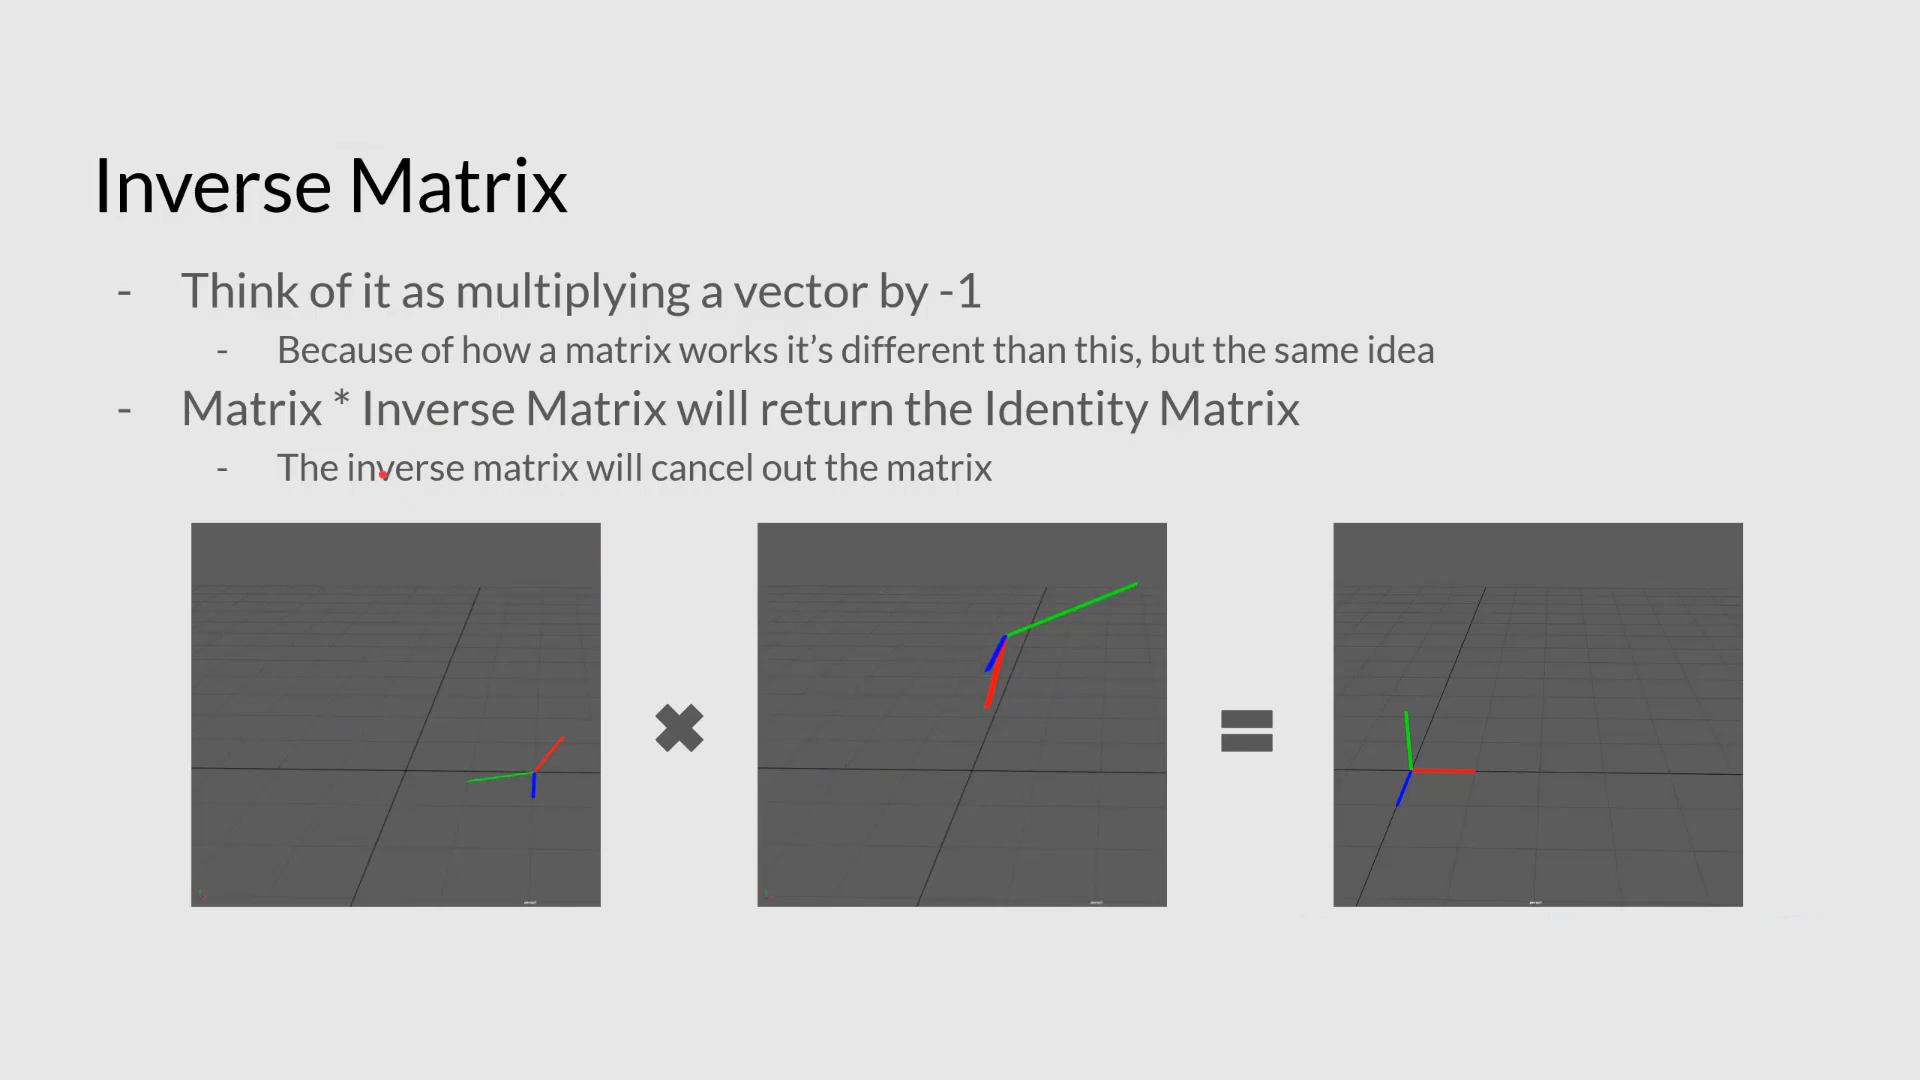 Inverse Matrix
- Think of it as multiplying a vector by -1
- Because of how a matrix works it’s different than this, but the same idea
- Matrix * Inverse Matrix will return the Identity Matrix
- The inverse matrix will cancel out the matrix